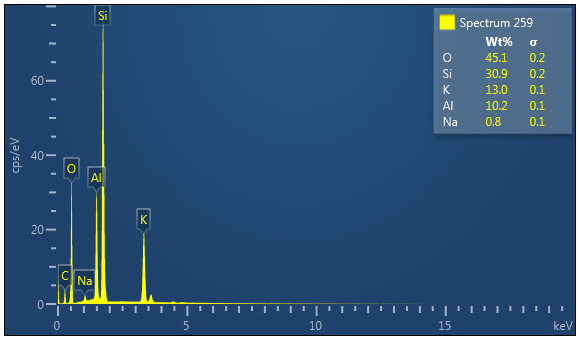 Spectrum 259
Wt% σ
O 45.1 0.2
Si 30.9 0.2
K 13.0 0.1
Al 10.2 0.1
Na 0.8 0.1
cps/eV
60
40
20
0
Si
O
Al
K
C
Na
0 5 10 15 keV